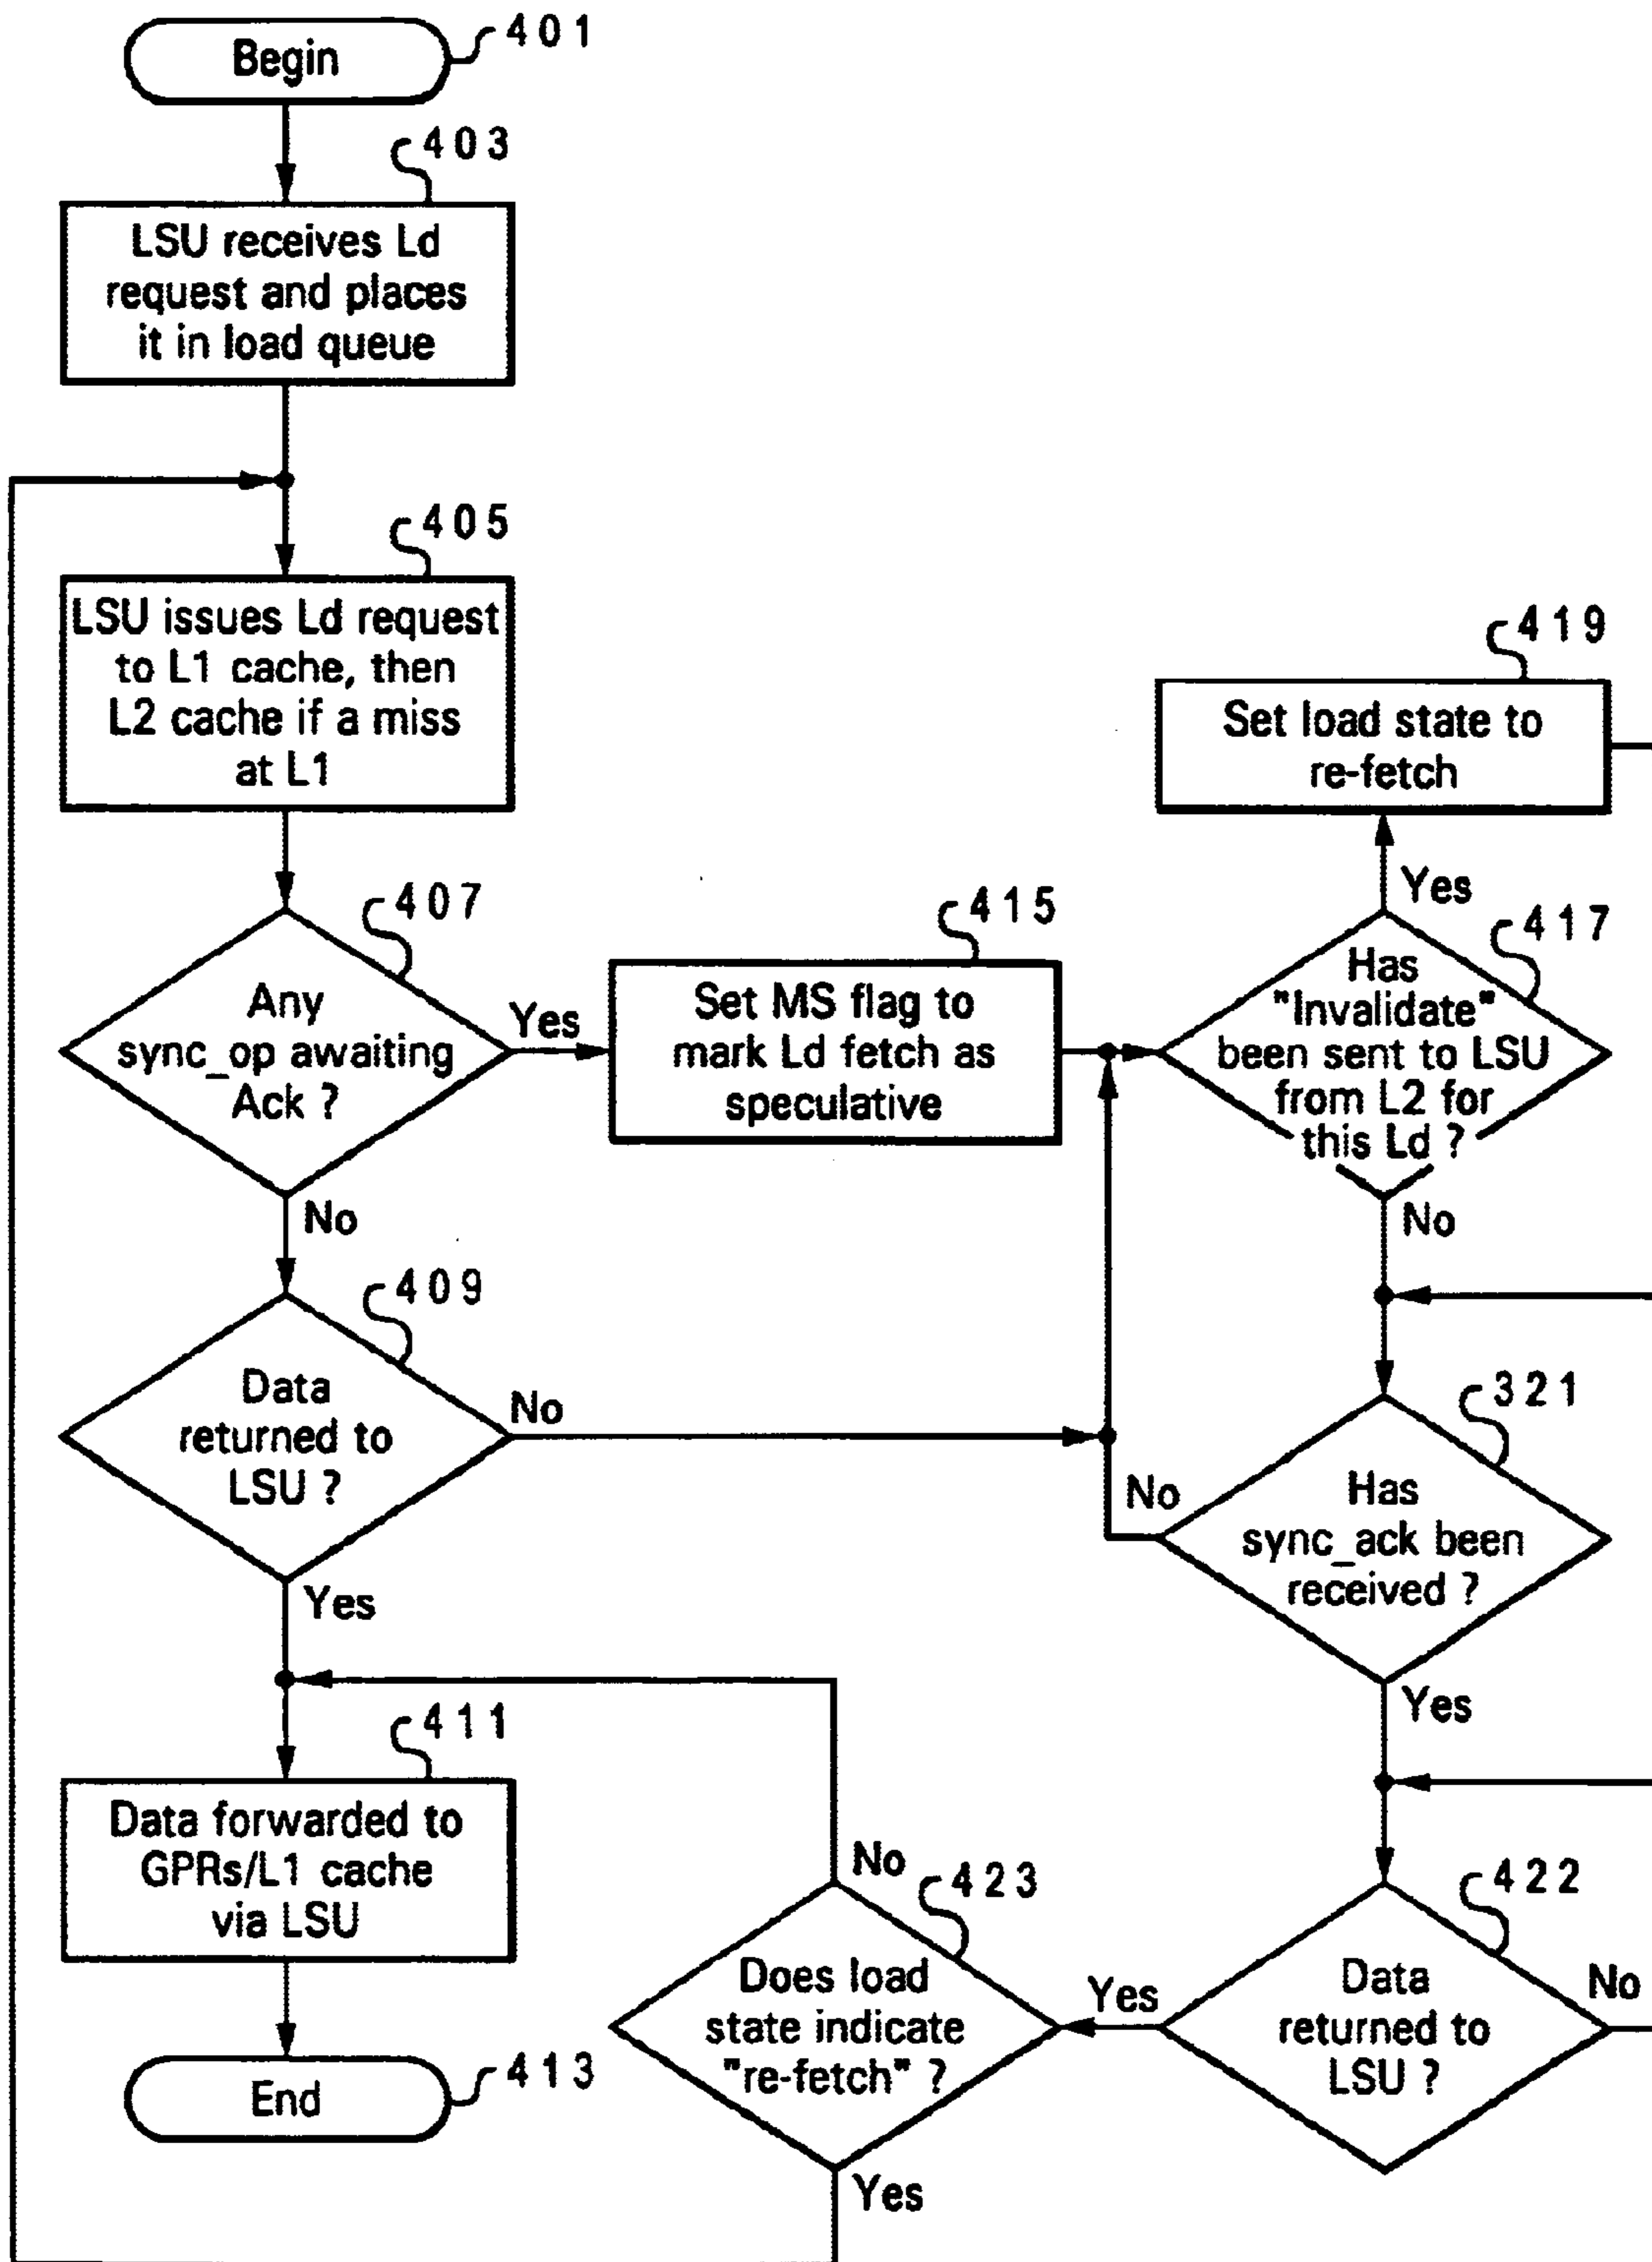 Begin
401
403
LSU receives Ld
request and places
it in load queue
405
LSU issues Ld request
to L1 cache, then
L2 cache if a miss
at L1
407
Any
sync_op awaiting
Ack ?
Yes
No
415
Set MS flag to
mark Ld fetch as
speculative
419
Set load state to
re-fetch
Yes
417
Has
"Invalidate"
been sent to LSU
from L2 for
this Ld ?
No
409
Data
returned to
LSU ?
No
Yes
321
Has
sync_ack been
received ?
No
Yes
411
Data forwarded to
GPRs/L1 cache
via LSU
No
423
Does load
state indicate
"re-fetch" ?
Yes
Yes
422
Data
returned to
LSU ?
No
End
413